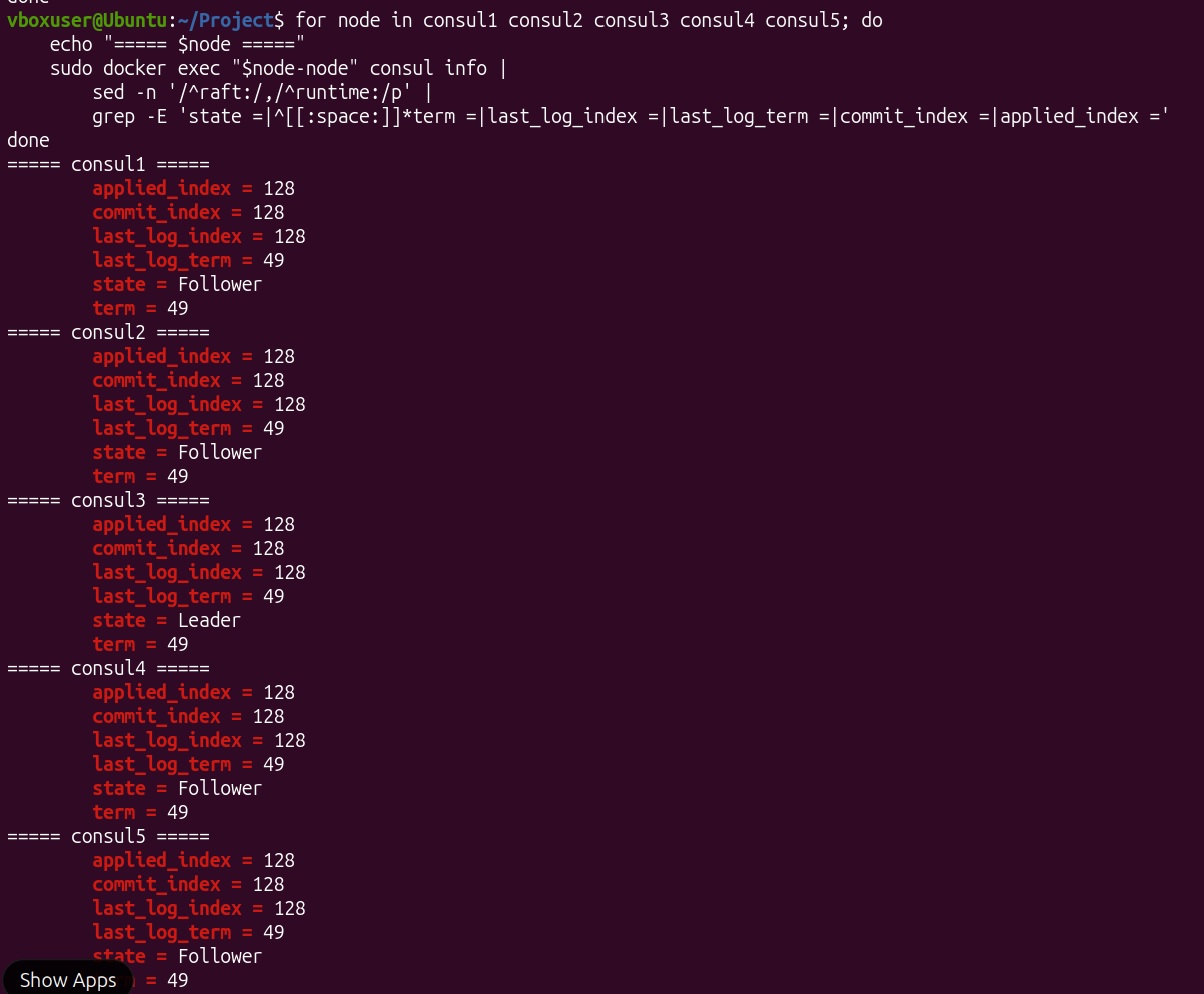 done
vboxuser@Ubuntu:~/Project$ for node in consul1 consul2 consul3 consul4 consul5; do
    echo "===== $node ====="
    sudo docker exec "$node-node" consul info |
        sed -n '/^raft:/,/^runtime:/p' |
        grep -E 'state =|^[[:space:]]*term =|last_log_index =|last_log_term =|commit_index =|applied_index ='
done
===== consul1 =====
        applied_index = 128
        commit_index = 128
        last_log_index = 128
        last_log_term = 49
        state = Follower
        term = 49
===== consul2 =====
        applied_index = 128
        commit_index = 128
        last_log_index = 128
        last_log_term = 49
        state = Follower
        term = 49
===== consul3 =====
        applied_index = 128
        commit_index = 128
        last_log_index = 128
        last_log_term = 49
        state = Leader
        term = 49
===== consul4 =====
        applied_index = 128
        commit_index = 128
        last_log_index = 128
        last_log_term = 49
        state = Follower
        term = 49
===== consul5 =====
        applied_index = 128
        commit_index = 128
        last_log_index = 128
        last_log_term = 49
        state = Follower
Show Apps = 49